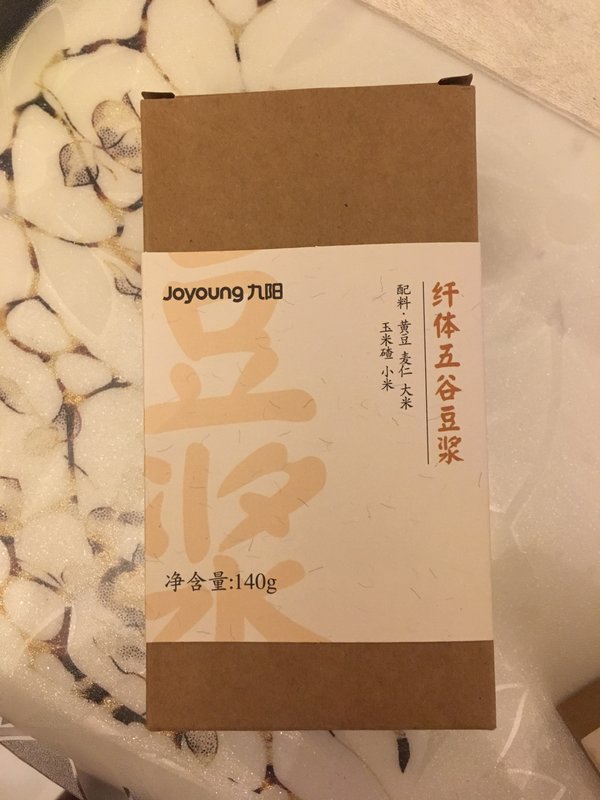 Joyoung九阳
纤体五谷豆浆
配料·黄豆 麦仁 大米
玉米碴 小米
豆浆
净含量:140g